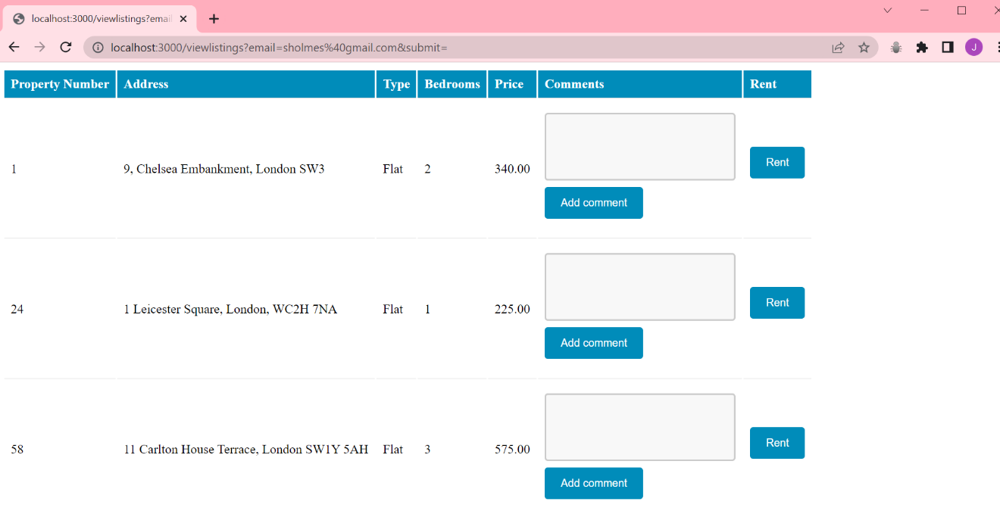 localhost:3000/viewlistings?email
localhost:3000/viewlistings?email=sholmes%40gmail.com&submit=
J
Property Number Address Type Bedrooms Price Comments Rent
1 9, Chelsea Embankment, London SW3 Flat 2 340.00 Rent
Add comment
24 1 Leicester Square, London, WC2H 7NA Flat 1 225.00 Rent
Add comment
58 11 Carlton House Terrace, London SW1Y 5AH Flat 3 575.00 Rent
Add comment